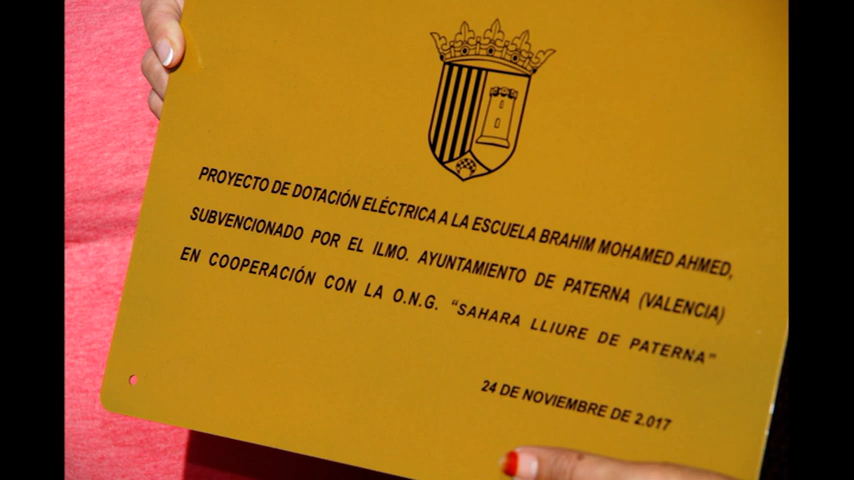 PROYECTO DE DOTACIÓN ELÉCTRICA A LA ESCUELA BRAHIM MOHAMED AHMED,
SUBVENCIONADO POR EL ILMO. AYUNTAMIENTO DE PATERNA (VALENCIA)
EN COOPERACIÓN CON LA O.N.G. "SAHARA LLIURE DE PATERNA"
24 DE NOVIEMBRE DE 2.017